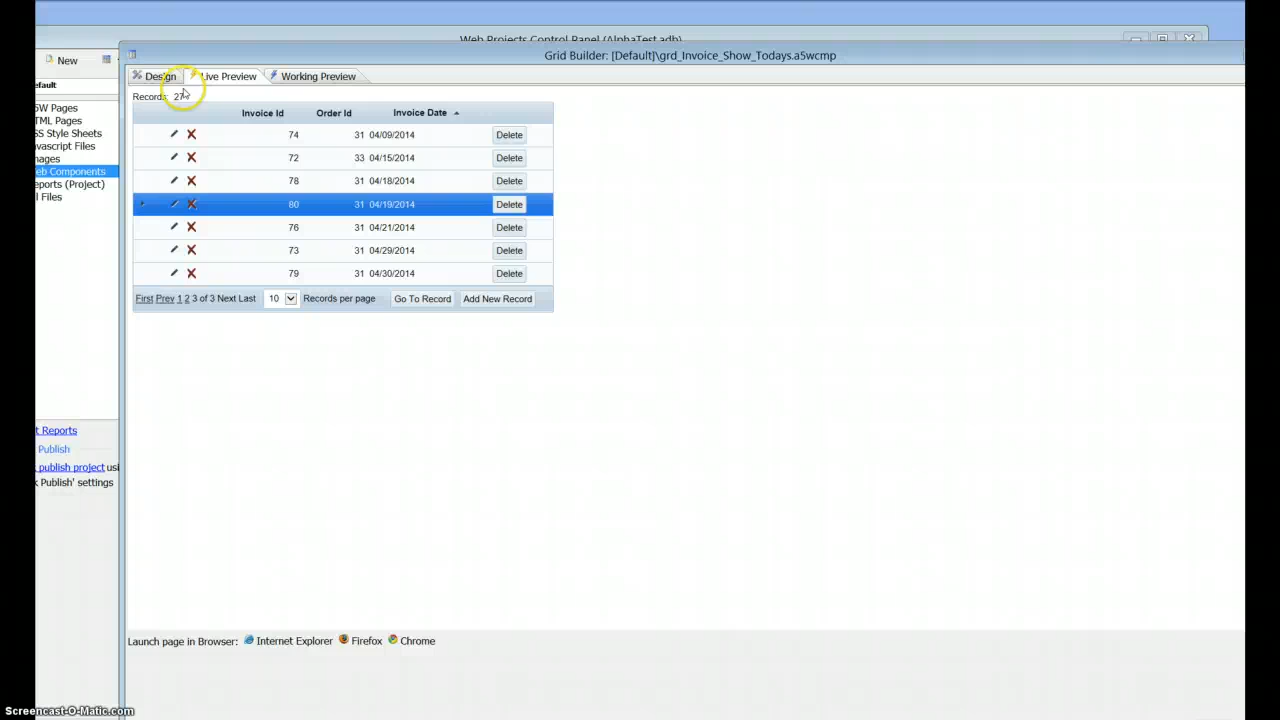 Web Projects Control Panel (AlphaTest.adb)
Grid Builder: [Default]\grd_Invoice_Show_Todays.a5wcmp
New
Design Live Preview Working Preview
efault
Records: 27
5W Pages
TML Pages
SS Style Sheets
avascript Files
mages
eb Components
eports (Project)
l Files
Invoice Id Order Id Invoice Date
74 31 04/09/2014 Delete
72 33 04/15/2014 Delete
78 31 04/18/2014 Delete
80 31 04/19/2014 Delete
76 31 04/21/2014 Delete
73 31 04/29/2014 Delete
79 31 04/30/2014 Delete
First Prev 1 2 3 of 3 Next Last 10 Records per page Go To Record Add New Record
t Reports
Publish
k publish project usi
k Publish' settings
Launch page in Browser: Internet Explorer Firefox Chrome
Screencast-O-Matic.com